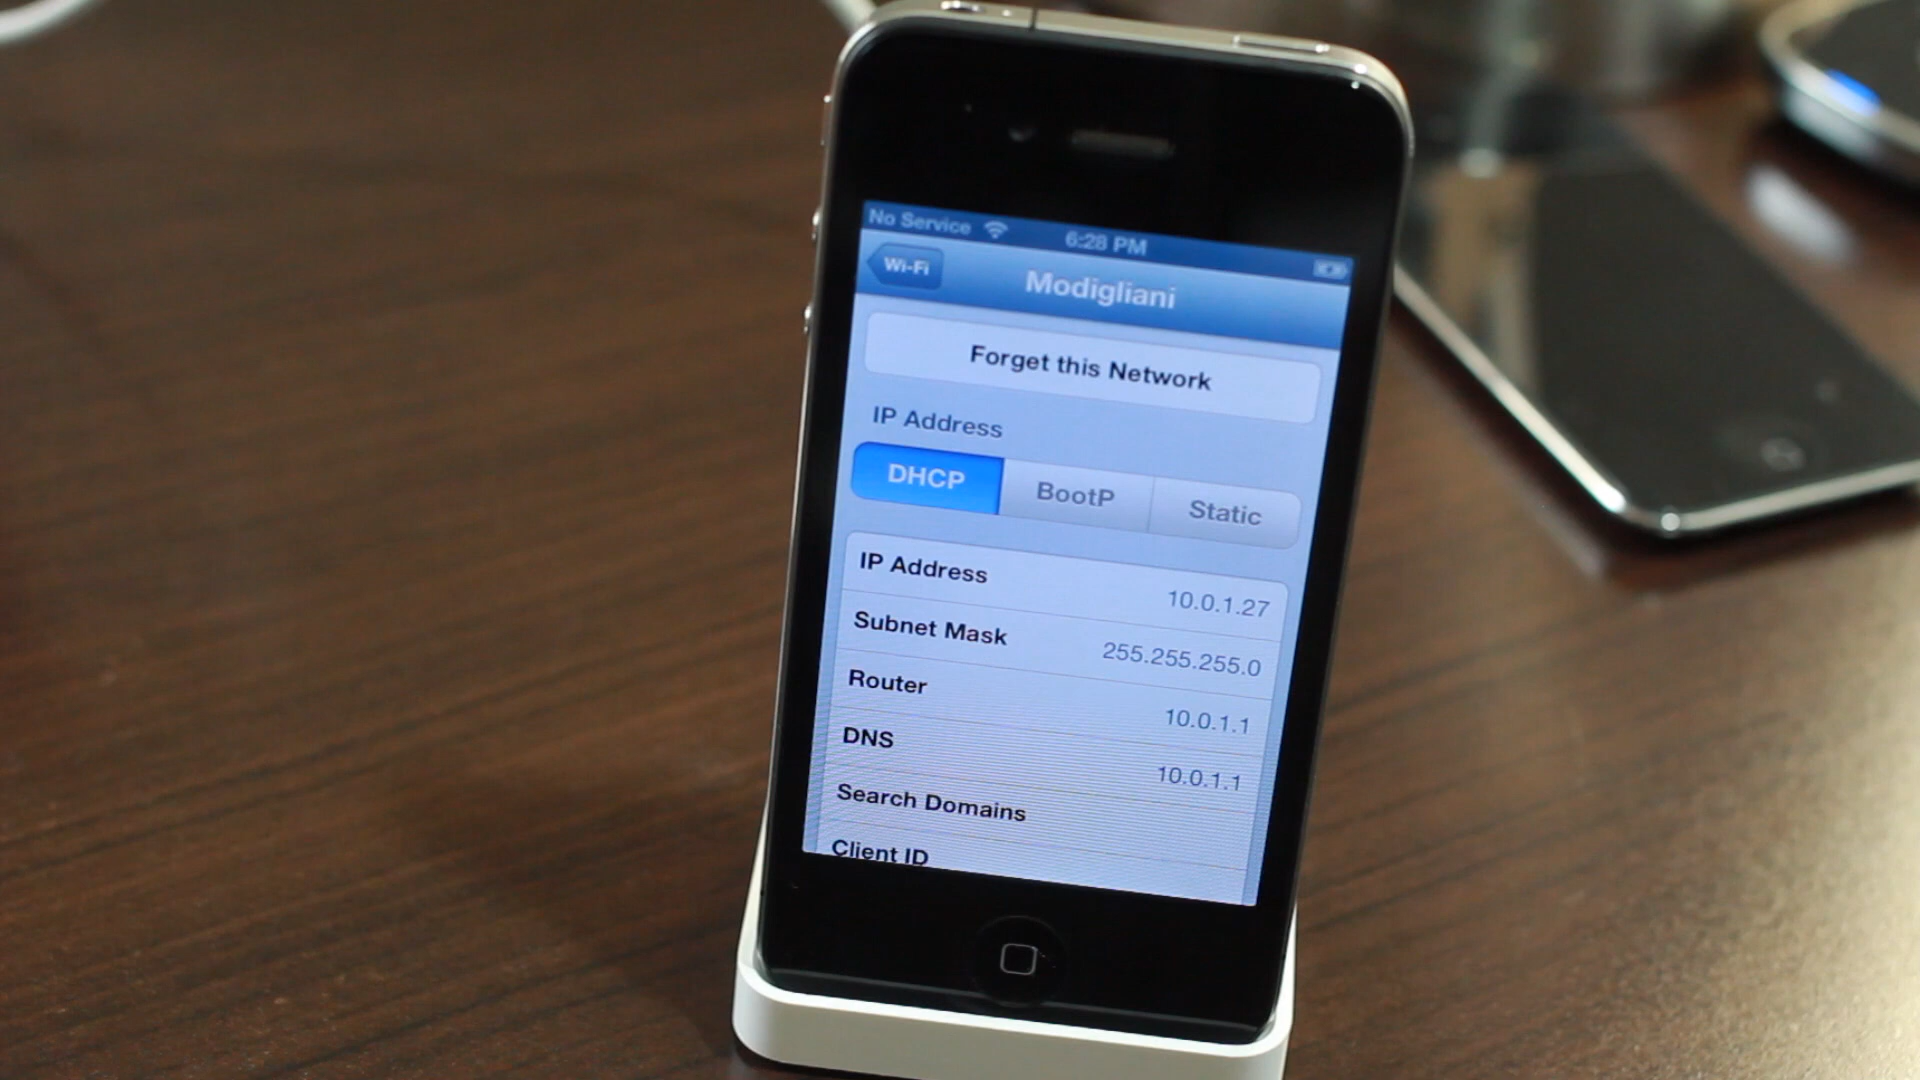 No Service 6:28 PM
Wi-Fi Modigliani
Forget this Network
IP Address
DHCP BootP Static
IP Address 10.0.1.27
Subnet Mask 255.255.255.0
Router 10.0.1.1
DNS 10.0.1.1
Search Domains
Client ID